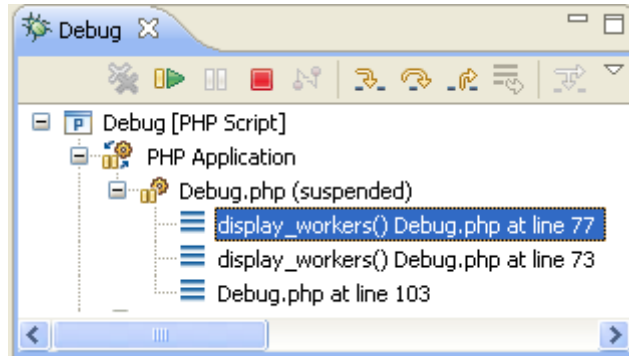 Debug
Debug [PHP Script]
PHP Application
Debug.php (suspended)
display_workers() Debug.php at line 77
display_workers() Debug.php at line 73
Debug.php at line 103